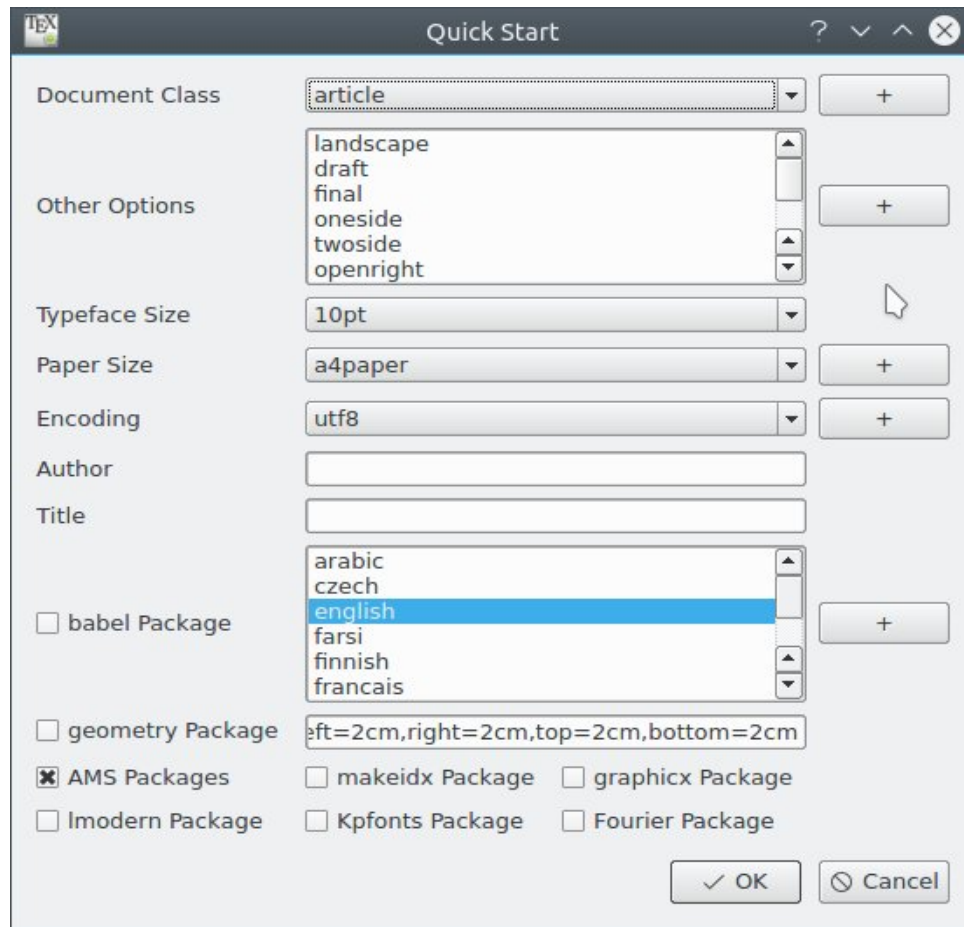 TEX
Quick Start
Document Class
article
+
Other Options
landscape
draft
final
oneside
twoside
openright
+
Typeface Size
10pt
Paper Size
a4paper
+
Encoding
utf8
+
Author
Title
babel Package
arabic
czech
english
farsi
finnish
francais
+
geometry Package
eft=2cm,right=2cm,top=2cm,bottom=2cm
AMS Packages
makeidx Package
graphicx Package
lmodern Package
Kpfonts Package
Fourier Package
OK
Cancel